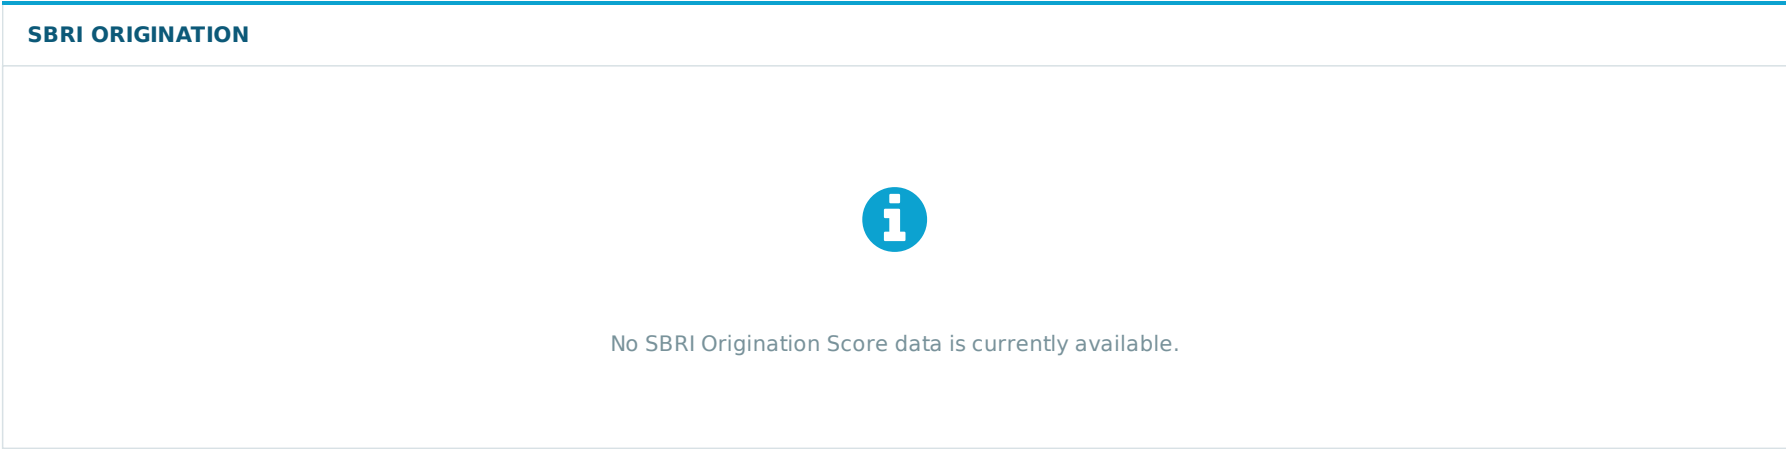 SBRI ORIGINATION
No SBRI Origination Score data is currently available.